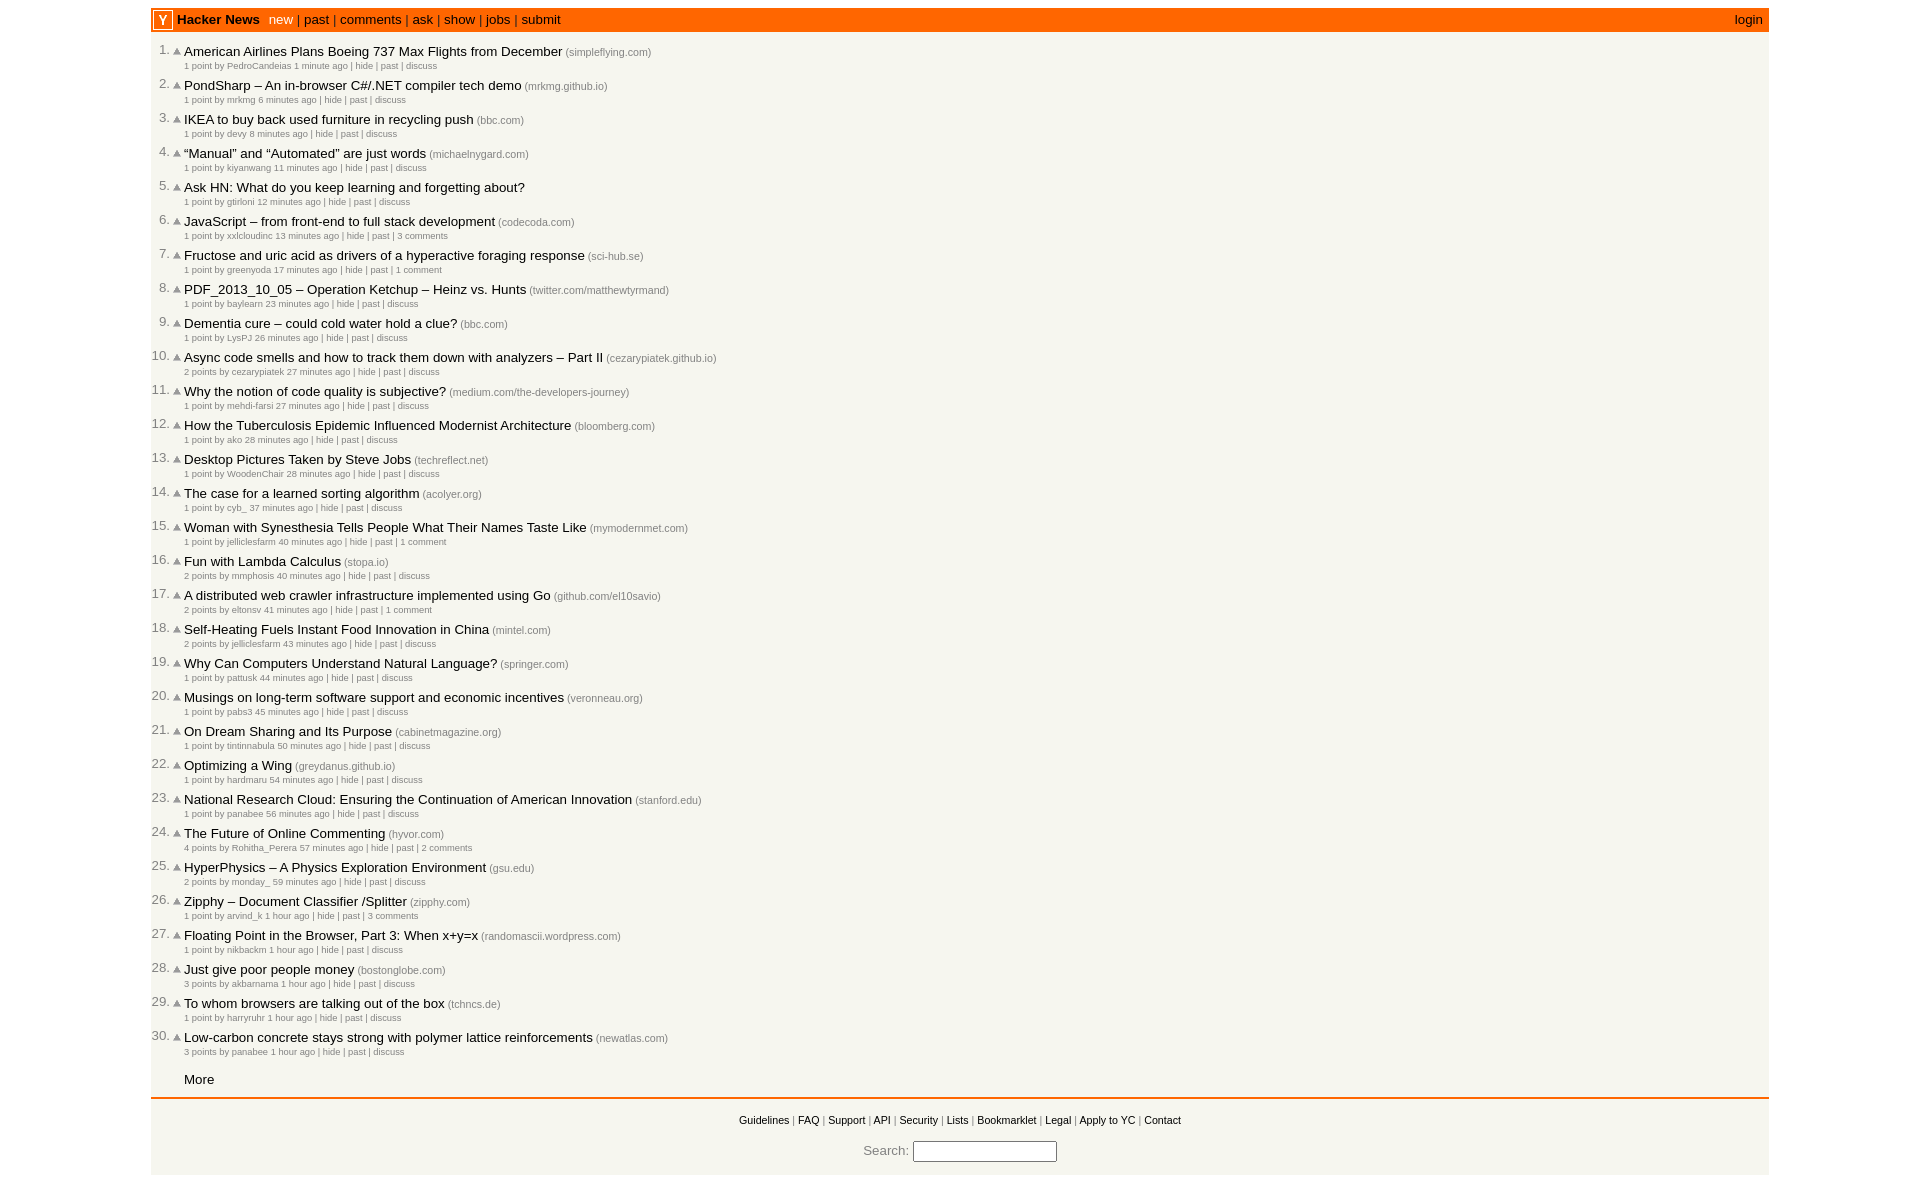 Y Hacker News new | past | comments | ask | show | jobs | submit login
1. American Airlines Plans Boeing 737 Max Flights from December (simpleflying.com)
1 point by PedroCandeias 1 minute ago | hide | past | discuss
2. PondSharp – An in-browser C#/.NET compiler tech demo (mrkmg.github.io)
1 point by mrkmg 6 minutes ago | hide | past | discuss
3. IKEA to buy back used furniture in recycling push (bbc.com)
1 point by devy 8 minutes ago | hide | past | discuss
4. “Manual” and “Automated” are just words (michaelnygard.com)
1 point by kiyanwang 11 minutes ago | hide | past | discuss
5. Ask HN: What do you keep learning and forgetting about?
1 point by gtirloni 12 minutes ago | hide | past | discuss
6. JavaScript – from front-end to full stack development (codecoda.com)
1 point by xxlcloudinc 13 minutes ago | hide | past | 3 comments
7. Fructose and uric acid as drivers of a hyperactive foraging response (sci-hub.se)
1 point by greenyoda 17 minutes ago | hide | past | 1 comment
8. PDF_2013_10_05 – Operation Ketchup – Heinz vs. Hunts (twitter.com/matthewtyrmand)
1 point by baylearn 23 minutes ago | hide | past | discuss
9. Dementia cure – could cold water hold a clue? (bbc.com)
1 point by LysPJ 26 minutes ago | hide | past | discuss
10. Async code smells and how to track them down with analyzers – Part II (cezarypiatek.github.io)
2 points by cezarypiatek 27 minutes ago | hide | past | discuss
11. Why the notion of code quality is subjective? (medium.com/the-developers-journey)
1 point by mehdi-farsi 27 minutes ago | hide | past | discuss
12. How the Tuberculosis Epidemic Influenced Modernist Architecture (bloomberg.com)
1 point by ako 28 minutes ago | hide | past | discuss
13. Desktop Pictures Taken by Steve Jobs (techreflect.net)
1 point by WoodenChair 28 minutes ago | hide | past | discuss
14. The case for a learned sorting algorithm (acolyer.org)
1 point by cyb_ 37 minutes ago | hide | past | discuss
15. Woman with Synesthesia Tells People What Their Names Taste Like (mymodernmet.com)
1 point by jelliclesfarm 40 minutes ago | hide | past | 1 comment
16. Fun with Lambda Calculus (stopa.io)
2 points by mmphosis 40 minutes ago | hide | past | discuss
17. A distributed web crawler infrastructure implemented using Go (github.com/el10savio)
2 points by eltonsv 41 minutes ago | hide | past | 1 comment
18. Self-Heating Fuels Instant Food Innovation in China (mintel.com)
2 points by jelliclesfarm 43 minutes ago | hide | past | discuss
19. Why Can Computers Understand Natural Language? (springer.com)
1 point by pattusk 44 minutes ago | hide | past | discuss
20. Musings on long-term software support and economic incentives (veronneau.org)
1 point by pabs3 45 minutes ago | hide | past | discuss
21. On Dream Sharing and Its Purpose (cabinetmagazine.org)
1 point by tintinnabula 50 minutes ago | hide | past | discuss
22. Optimizing a Wing (greydanus.github.io)
1 point by hardmaru 54 minutes ago | hide | past | discuss
23. National Research Cloud: Ensuring the Continuation of American Innovation (stanford.edu)
1 point by panabee 56 minutes ago | hide | past | discuss
24. The Future of Online Commenting (hyvor.com)
4 points by Rohitha_Perera 57 minutes ago | hide | past | 2 comments
25. HyperPhysics – A Physics Exploration Environment (gsu.edu)
2 points by monday_ 59 minutes ago | hide | past | discuss
26. Zipphy – Document Classifier /Splitter (zipphy.com)
1 point by arvind_k 1 hour ago | hide | past | 3 comments
27. Floating Point in the Browser, Part 3: When x+y=x (randomascii.wordpress.com)
1 point by nikbackm 1 hour ago | hide | past | discuss
28. Just give poor people money (bostonglobe.com)
3 points by akbarnama 1 hour ago | hide | past | discuss
29. To whom browsers are talking out of the box (tchncs.de)
1 point by harryruhr 1 hour ago | hide | past | discuss
30. Low-carbon concrete stays strong with polymer lattice reinforcements (newatlas.com)
3 points by panabee 1 hour ago | hide | past | discuss
More
Guidelines | FAQ | Support | API | Security | Lists | Bookmarklet | Legal | Apply to YC | Contact
Search: